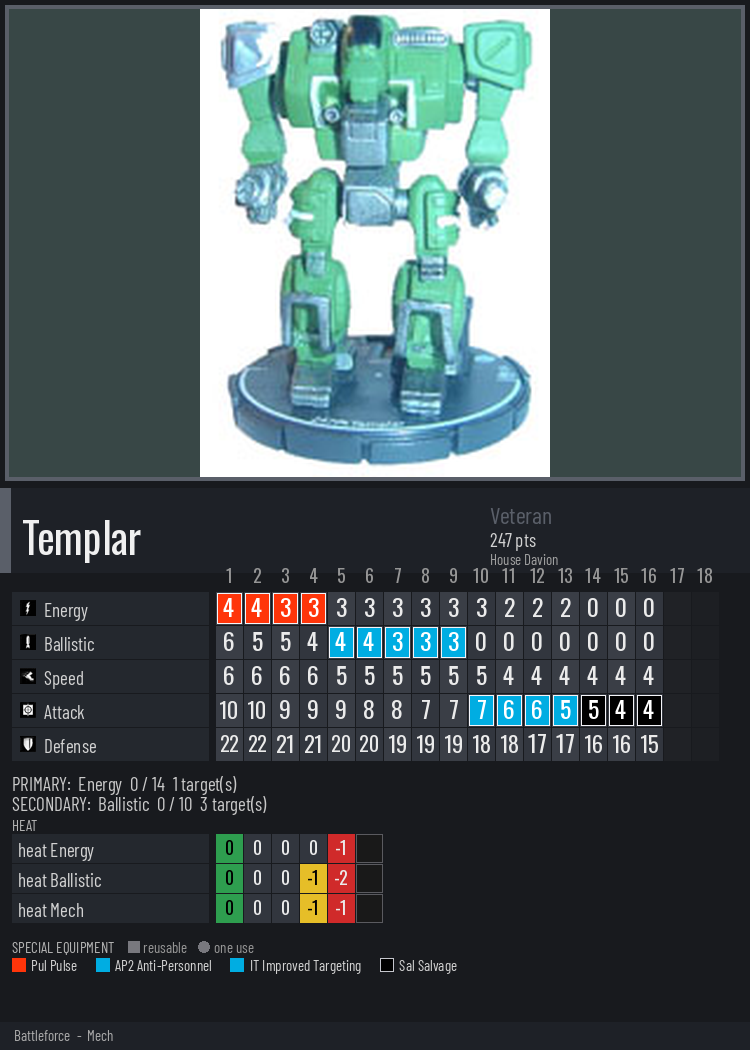 Templar
Veteran
247 pts
House Davion
1 2 3 4 5 6 7 8 9 10 11 12 13 14 15 16 17 18
Energy 4 4 3 3 3 3 3 3 3 3 2 2 2 0 0 0
Ballistic 6 5 5 4 4 4 3 3 3 0 0 0 0 0 0 0
Speed 6 6 6 6 5 5 5 5 5 5 4 4 4 4 4 4
Attack 10 10 9 9 9 8 8 7 7 7 6 6 5 5 4 4
Defense 22 22 21 21 20 20 19 19 19 18 18 17 17 16 16 15
PRIMARY: Energy 0 / 14 1 target(s)
SECONDARY: Ballistic 0 / 10 3 target(s)
HEAT
heat Energy 0 0 0 0 -1
heat Ballistic 0 0 0 -1 -2
heat Mech 0 0 0 -1 -1
SPECIAL EQUIPMENT reusable one use
Pul Pulse AP2 Anti-Personnel IT Improved Targeting Sal Salvage
Battleforce - Mech